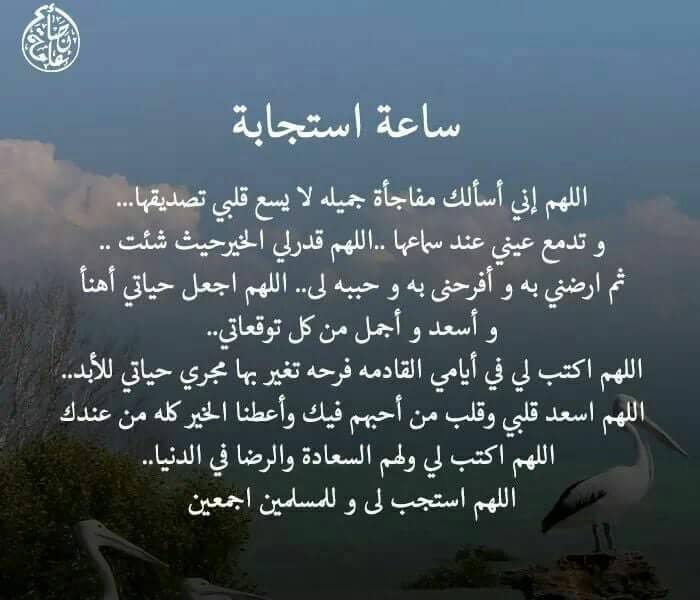 ساعة استجابة
اللهم إني أسألك مفاجأة جميله لا يسع قلبي تصديقها...
و تدمع عيني عند سماعها ..اللهم قدرلي الخيرحيث شئت ..
ثم ارضني به و أفرحنى به و حببه لى.. اللهم اجعل حياتي أهنأ
و أسعد و أجمل من كل توقعاتي..
اللهم اكتب لي في أيامي القادمه فرحه تغير بها مجري حياتي للأبد..
اللهم اسعد قلبي وقلب من أحبهم فيك وأعطنا الخير كله من عندك
اللهم اكتب لي ولهم السعادة والرضا في الدنيا..
اللهم استجب لى و للمسلمين اجمعين